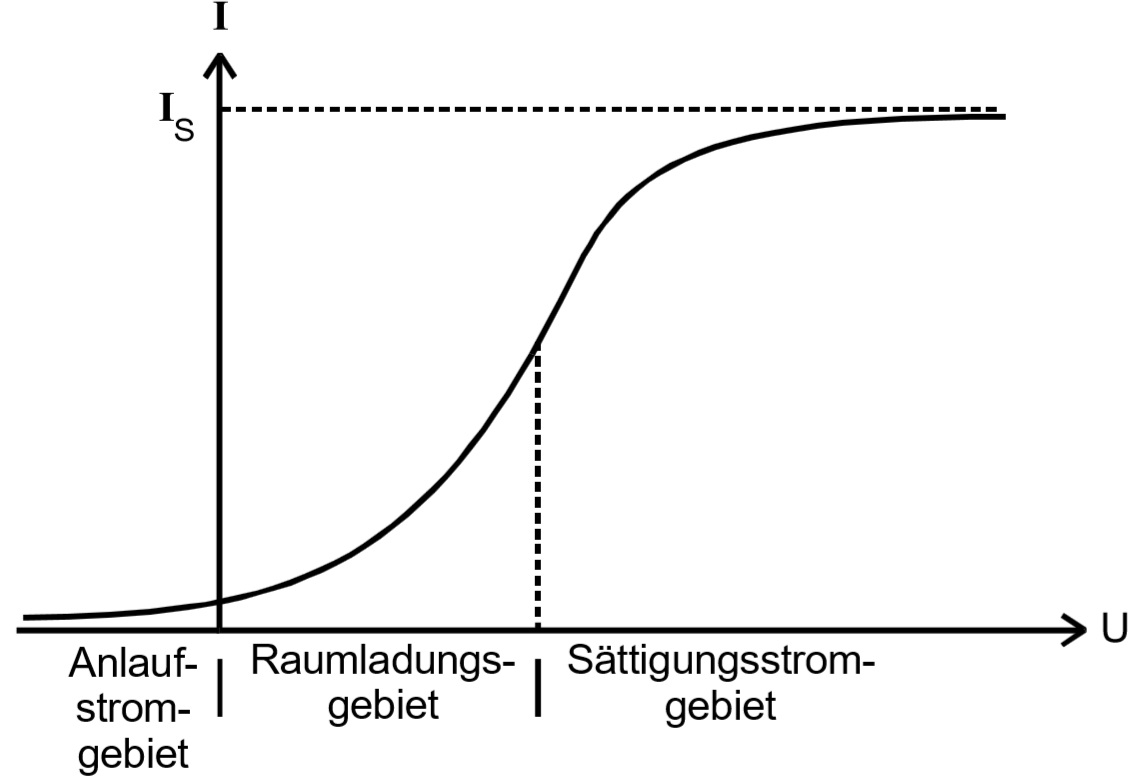 I
I_S
U
Anlauf-
strom-
gebiet
Raumladungs-
gebiet
Sättigungsstrom-
gebiet